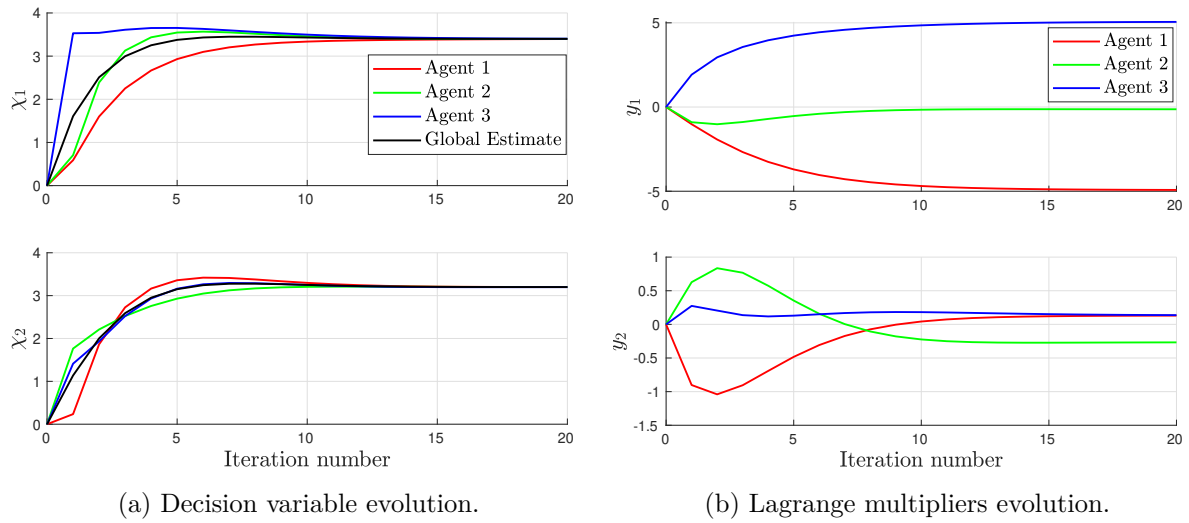 4
3
2
1
0
χ1
0
5
10
15
20
Agent 1
Agent 2
Agent 3
Global Estimate
4
3
2
1
0
χ2
0
5
10
15
20
Iteration number
(a) Decision variable evolution.
5
0
-5
y1
0
5
10
15
20
Agent 1
Agent 2
Agent 3
1
0.5
0
-0.5
-1
-1.5
y2
0
5
10
15
20
Iteration number
(b) Lagrange multipliers evolution.